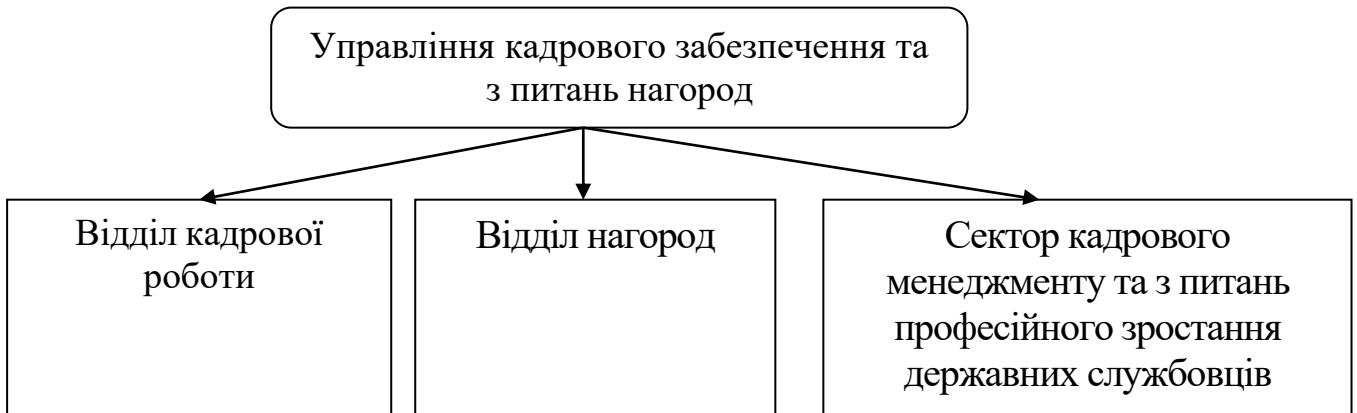 Управління кадрового забезпечення та
з питань нагород
Відділ кадрової
роботи
Відділ нагород
Сектор кадрового
менеджменту та з питань
професійного зростання
державних службовців